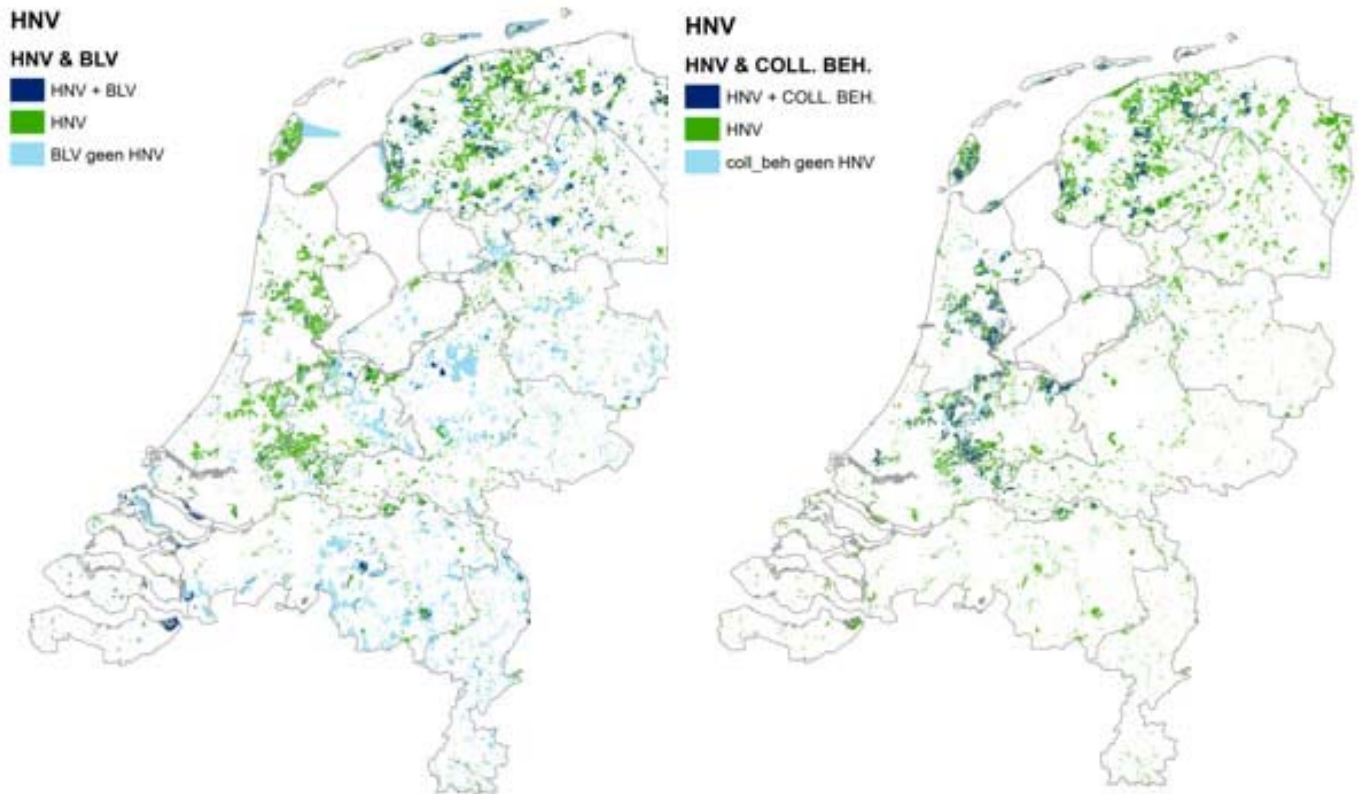 HNV
HNV & BLV
HNV + BLV
HNV
BLV geen HNV
HNV
HNV & COLL. BEH.
HNV + COLL. BEH.
HNV
coll_beh geen HNV